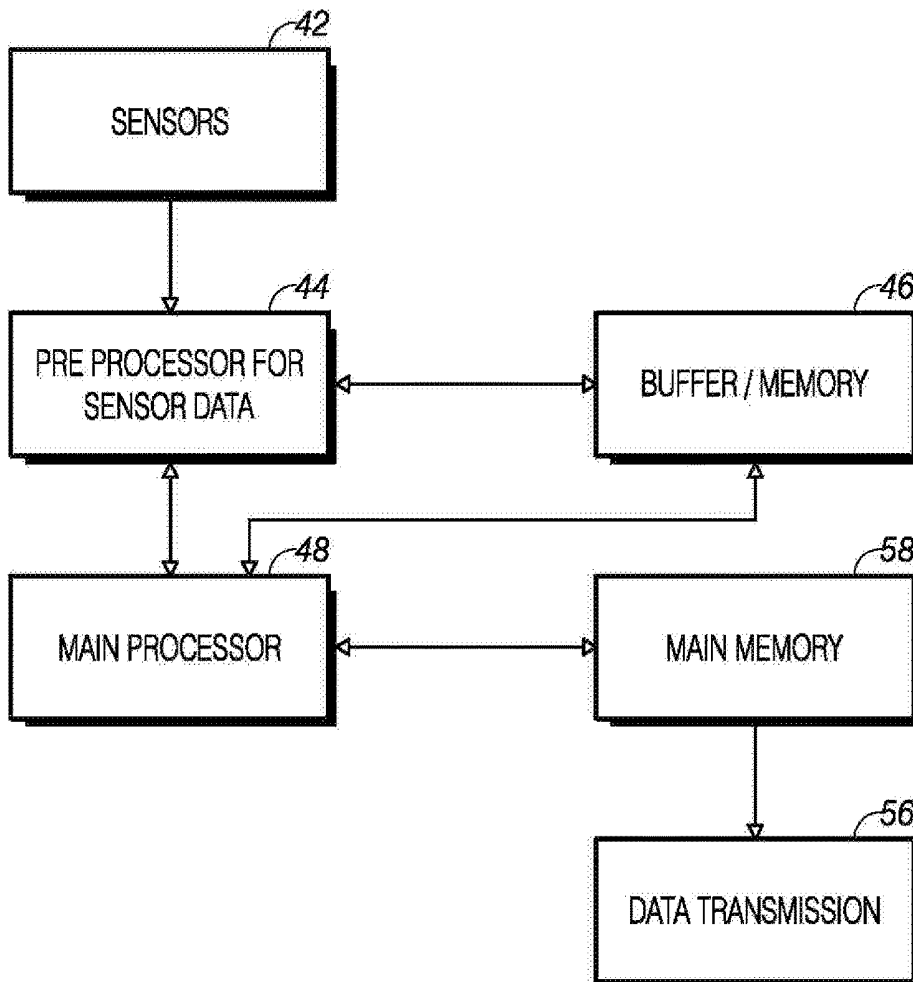 42
SENSORS
44
PRE PROCESSOR FOR
SENSOR DATA
46
BUFFER / MEMORY
48
MAIN PROCESSOR
58
MAIN MEMORY
56
DATA TRANSMISSION